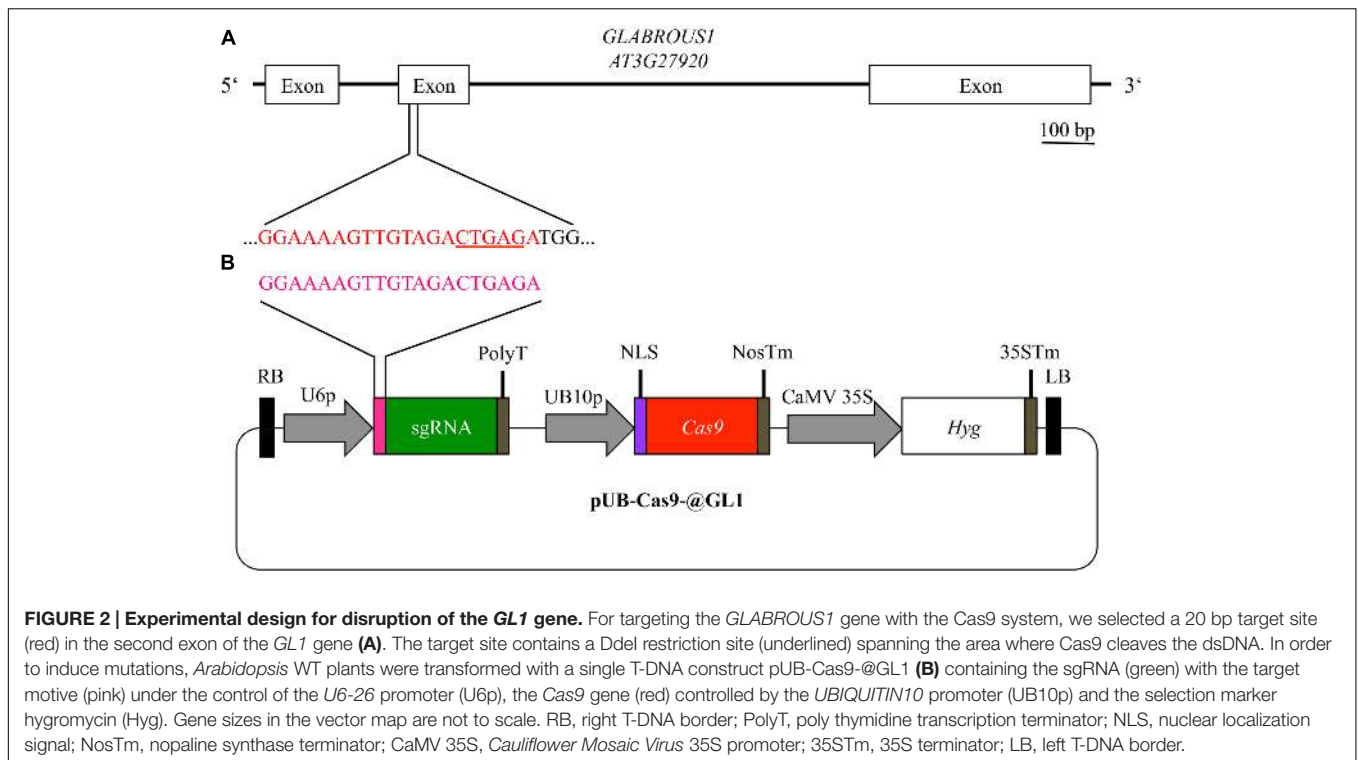 A
GLABROUS1
AT3G27920
5‘ Exon Exon Exon 3‘
100 bp
...GGAAAAGTTGTAGACTGAGATGG...
B
GGAAAAGTTGTAGACTGAGA
RB U6p PolyT UB10p NLS NosTm CaMV 35S 35STm LB
sgRNA Cas9 Hyg
pUB-Cas9-@GL1
FIGURE 2 | Experimental design for disruption of the GL1 gene. For targeting the GLABROUS1 gene with the Cas9 system, we selected a 20 bp target site
(red) in the second exon of the GL1 gene (A). The target site contains a DdeI restriction site (underlined) spanning the area where Cas9 cleaves the dsDNA. In order
to induce mutations, Arabidopsis WT plants were transformed with a single T-DNA construct pUB-Cas9-@GL1 (B) containing the sgRNA (green) with the target
motive (pink) under the control of the U6-26 promoter (U6p), the Cas9 gene (red) controlled by the UBIQUITIN10 promoter (UB10p) and the selection marker
hygromycin (Hyg). Gene sizes in the vector map are not to scale. RB, right T-DNA border; PolyT, poly thymidine transcription terminator; NLS, nuclear localization
signal; NosTm, nopaline synthase terminator; CaMV 35S, Cauliflower Mosaic Virus 35S promoter; 35STm, 35S terminator; LB, left T-DNA border.